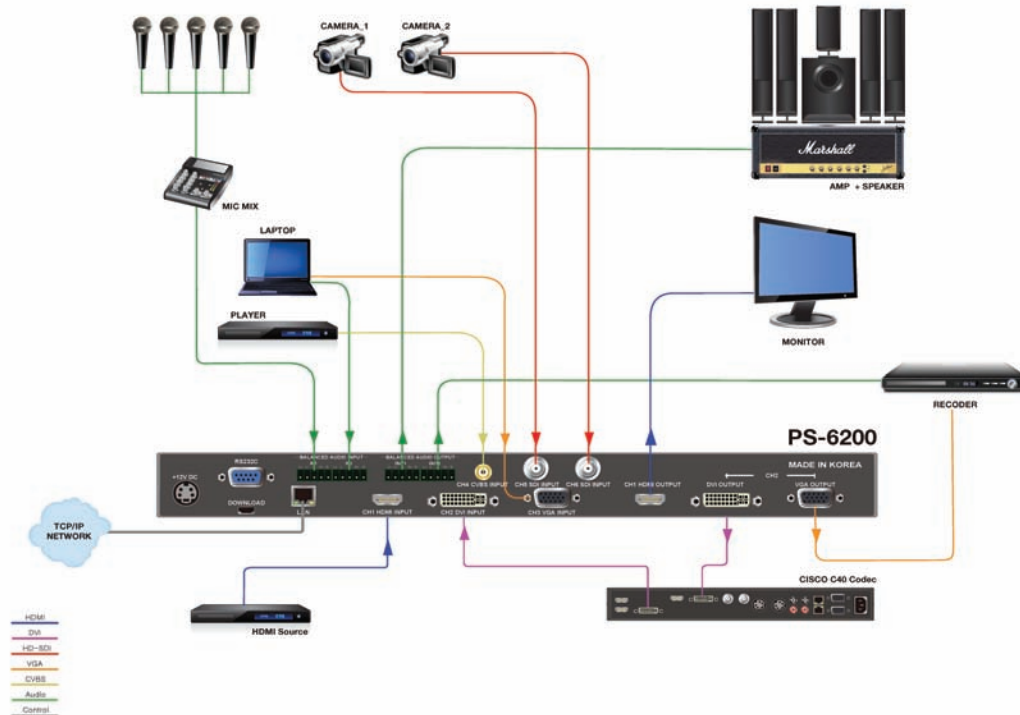 CAMERA_1
CAMERA_2
Marshall
AMP + SPEAKER
MIC MIX
LAPTOP
PLAYER
MONITOR
RECODER
PS-6200
MADE IN KOREA
+12V DC
RS232C
DOWNLOAD
LAN
BALANCED AUDIO INPUT
BALANCED AUDIO OUTPUT
CH4 CVBS INPUT
CH5 SDI INPUT
CH6 SDI INPUT
CH1 HDMI INPUT
CH2 DVI INPUT
CH3 VGA INPUT
CH1 HDMI OUTPUT
DVI OUTPUT
CH2
VGA OUTPUT
TCP/IP
NETWORK
HDMI Source
CISCO C40 Codec
HDMI
DVI
HD-SDI
VGA
CVBS
Audio
Control